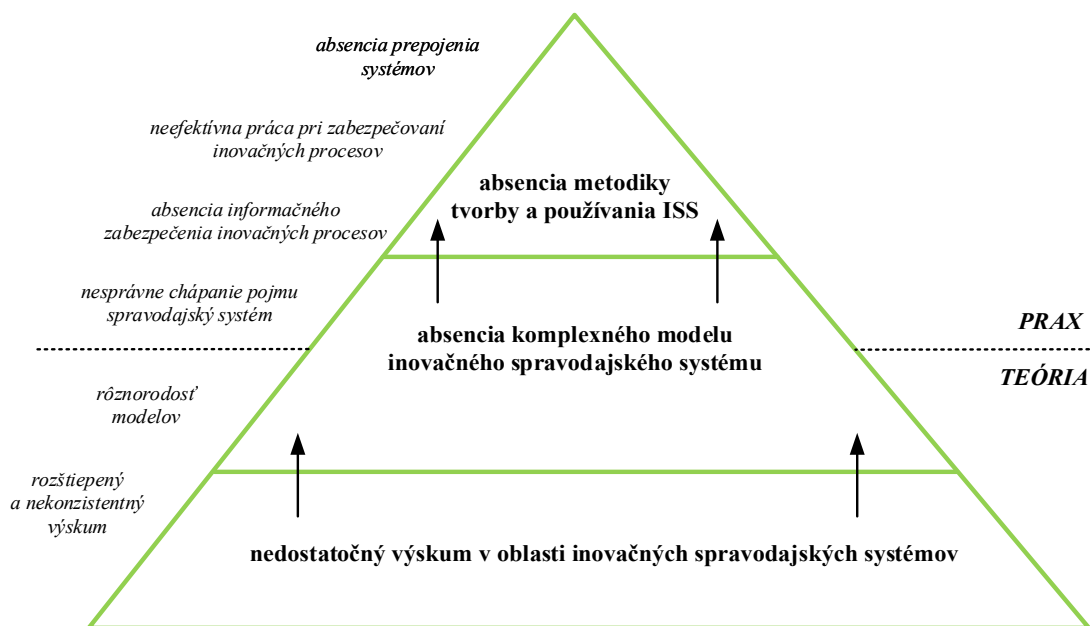 absencia prepojenia
systémov
neefektívna práca pri zabezpečovaní
inovačných procesov
absencia metodiky
tvorby a používania ISS
absencia informačného
zabezpečenia inovačných procesov
nesprávne chápanie pojmu
spravodajský systém
absencia komplexného modelu
inovačného spravodajského systému
PRAX
TEÓRIA
rôznorodosť
modelov
rozštiepený
a nekonzistentný
výskum
nedostatočný výskum v oblasti inovačných spravodajských systémov